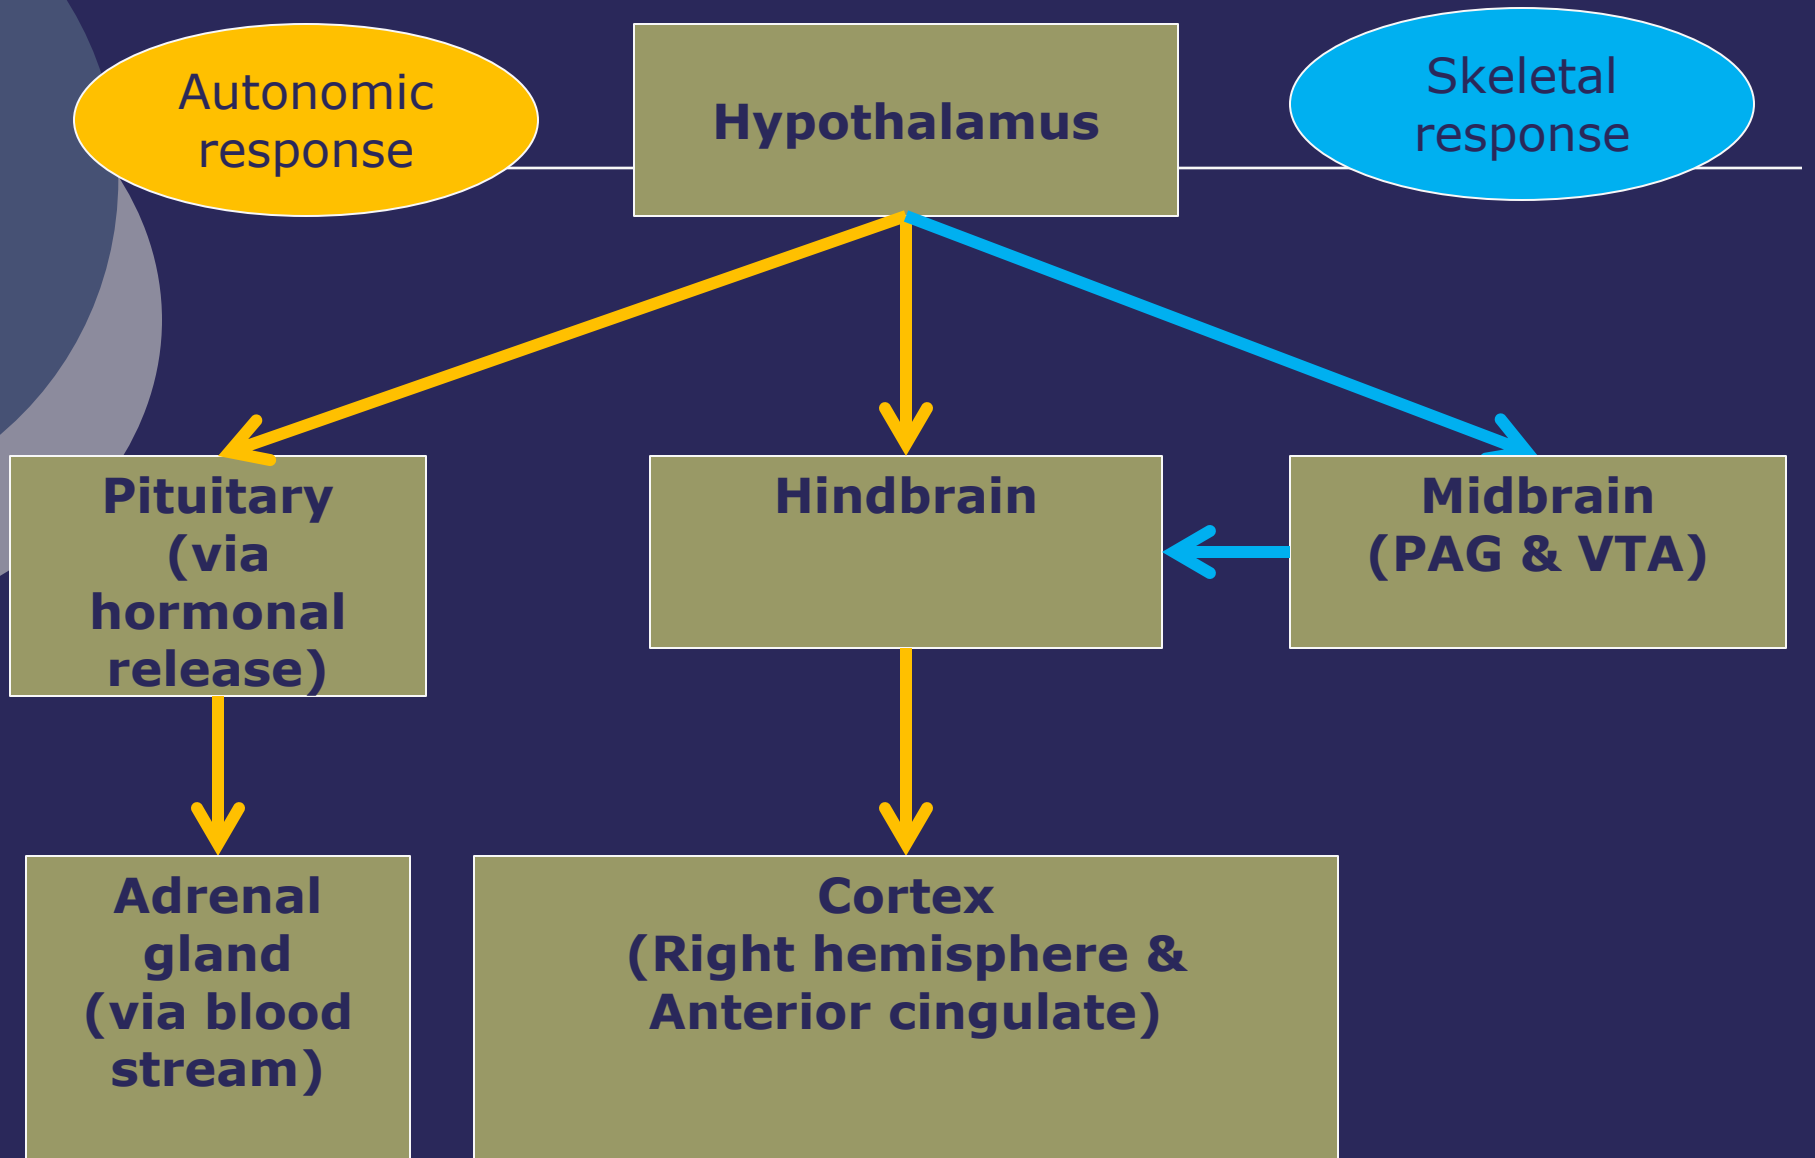 Autonomic
response
Hypothalamus
Skeletal
response
Pituitary
(via
hormonal
release)
Hindbrain
Midbrain
(PAG & VTA)
Adrenal
gland
(via blood
stream)
Cortex
(Right hemisphere &
Anterior cingulate)